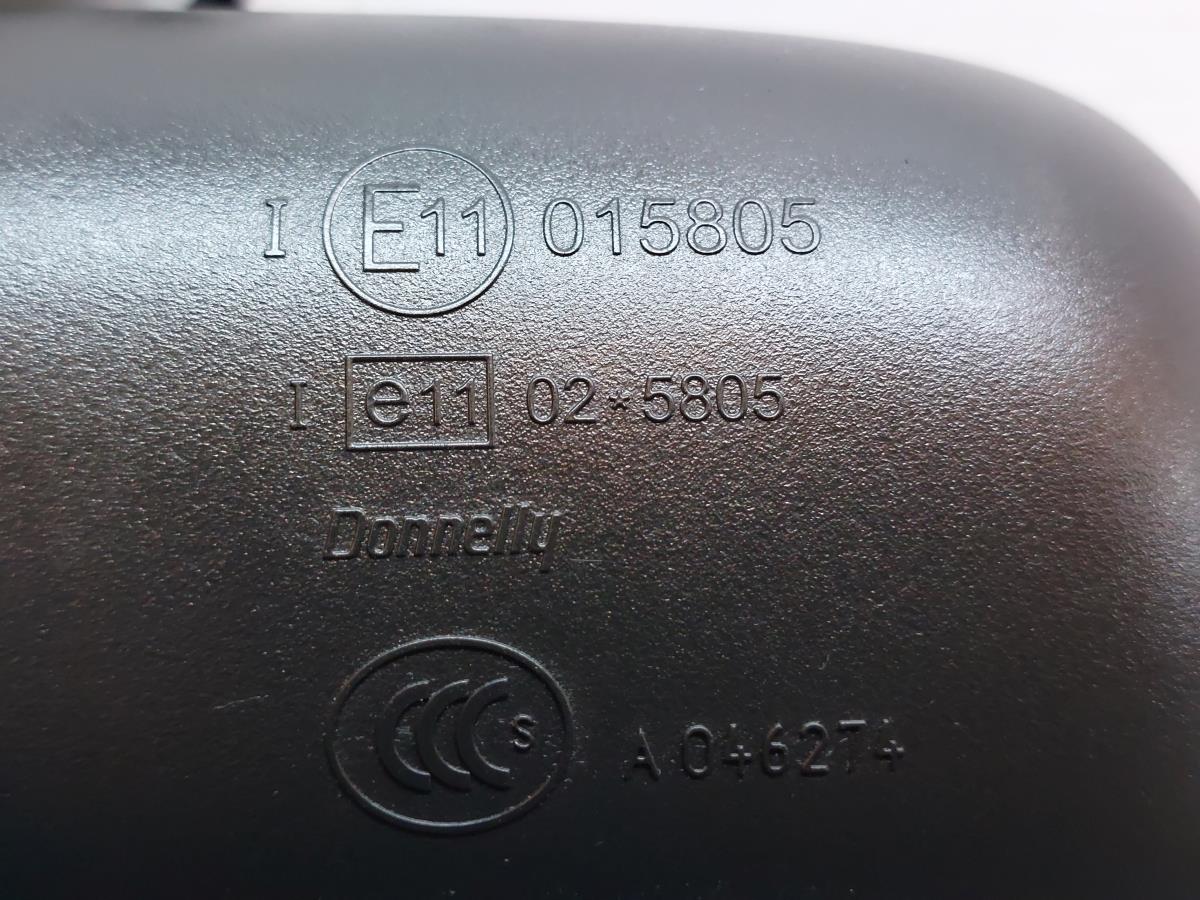 I E11 015805
I e11 02*5805
Donnelly
CCC S A 046274